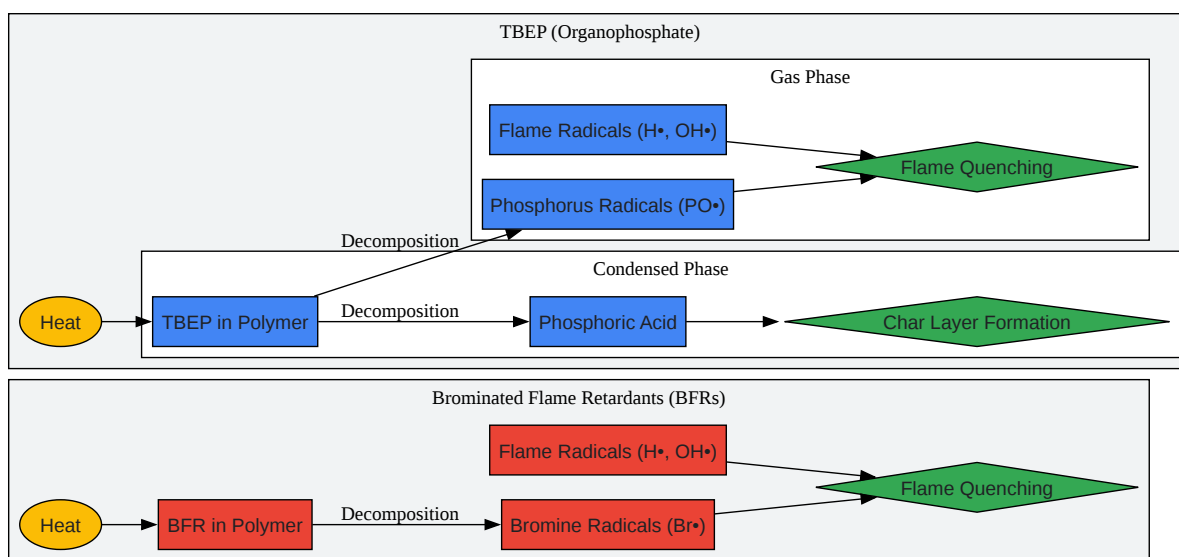 TBEP (Organophosphate)
Gas Phase
Flame Radicals (H•, OH•)
Flame Quenching
Phosphorus Radicals (PO•)
Decomposition
Condensed Phase
Heat
TBEP in Polymer
Decomposition
Phosphoric Acid
Char Layer Formation
Brominated Flame Retardants (BFRs)
Flame Radicals (H•, OH•)
Flame Quenching
Heat
BFR in Polymer
Decomposition
Bromine Radicals (Br•)